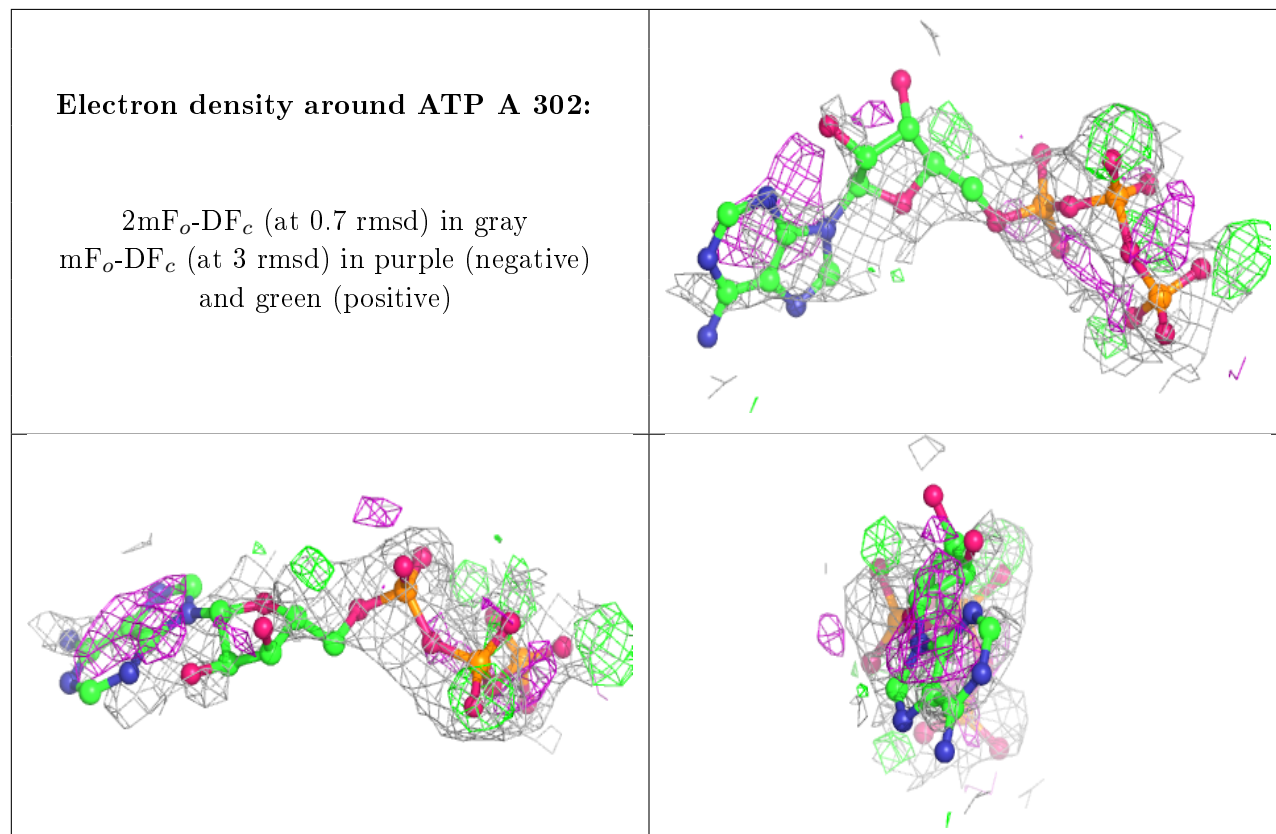 Electron density around ATP A 302:
2mFo-DFc (at 0.7 rmsd) in gray
mFo-DFc (at 3 rmsd) in purple (negative)
and green (positive)